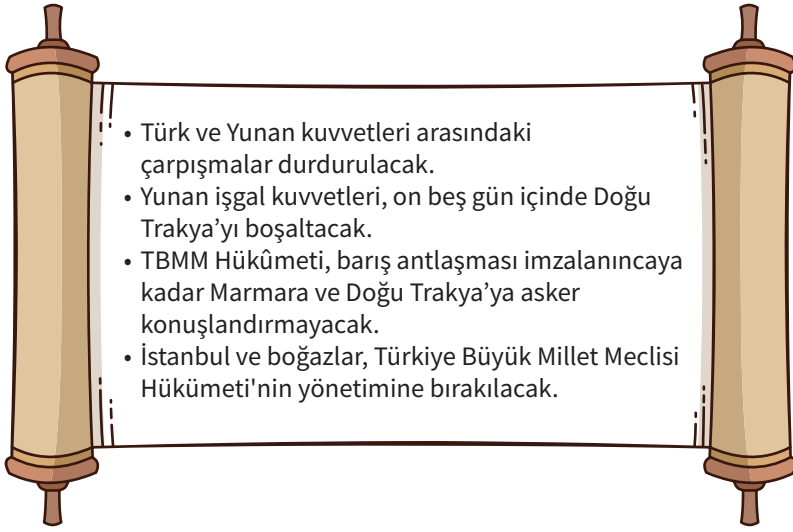 • Türk ve Yunan kuvvetleri arasındaki
çarpışmalar durdurulacak.
• Yunan işgal kuvvetleri, on beş gün içinde Doğu
Trakya’yı boşaltacak.
• TBMM Hükûmeti, barış antlaşması imzalanıncaya
kadar Marmara ve Doğu Trakya’ya asker
konuşlandırmayacak.
• İstanbul ve boğazlar, Türkiye Büyük Millet Meclisi
Hükümeti'nin yönetimine bırakılacak.